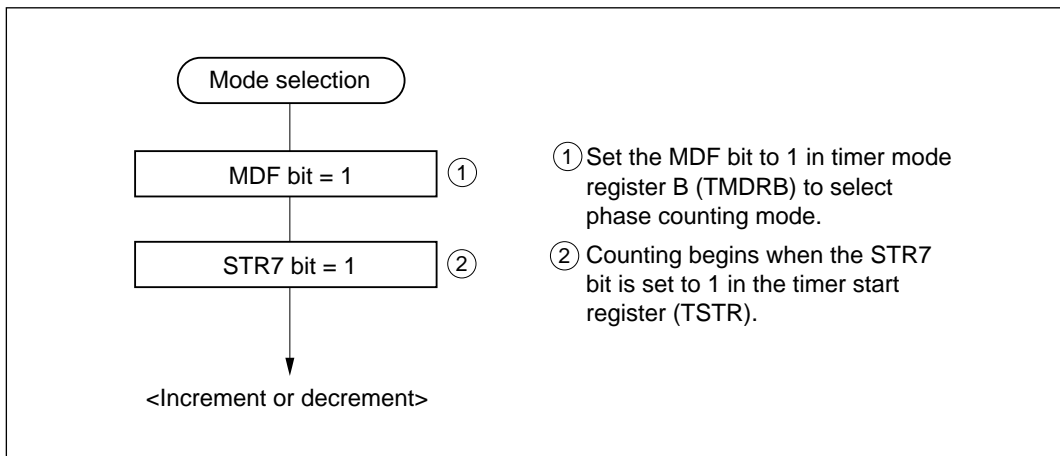 Mode selection
MDF bit = 1
①
STR7 bit = 1
②
<Increment or decrement>
① Set the MDF bit to 1 in timer mode
register B (TMDRB) to select
phase counting mode.
② Counting begins when the STR7
bit is set to 1 in the timer start
register (TSTR).